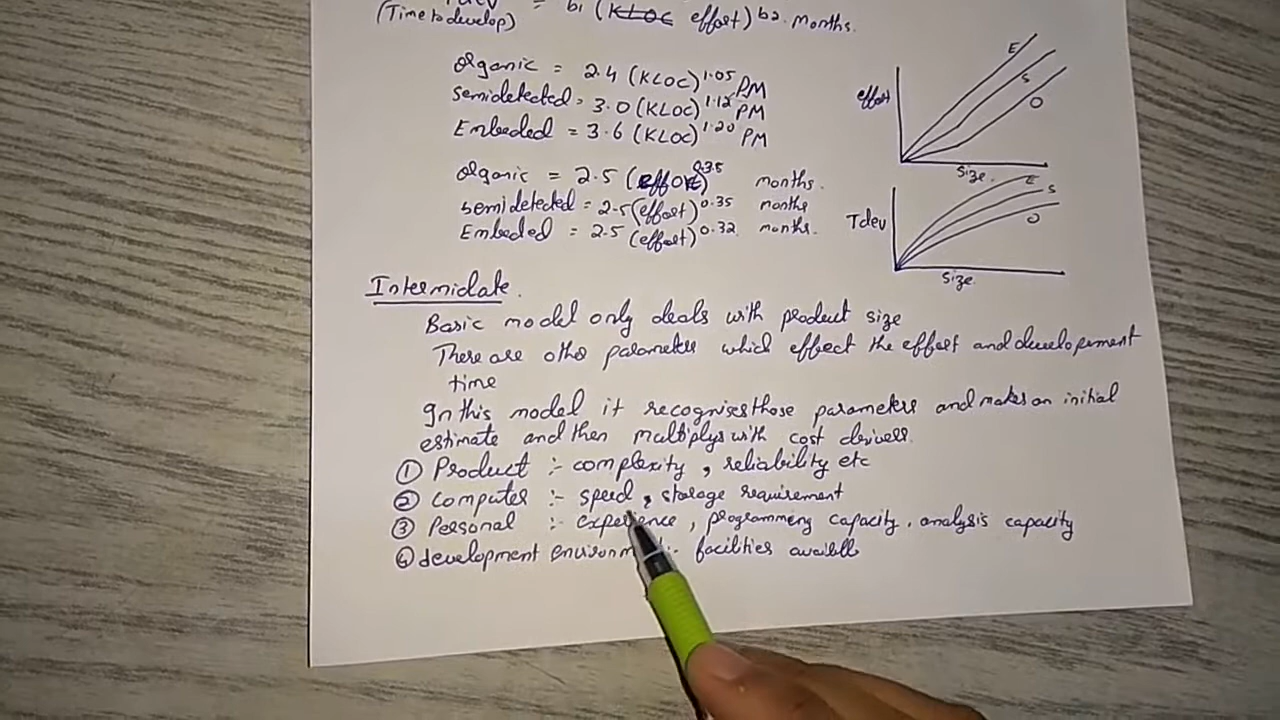 = b1 (KLOC effort) b2. Months.
(Time to develop)
Organic = 2.4 (KLOC)1.05 PM
Semidetected = 3.0 (KLOC)1.12 PM
Embeded = 3.6 (KLOC)1.20 PM
Organic = 2.5 (effort)0.35 months.
semidetected = 2.5 (effort)0.35 months
Embeded = 2.5 (effort)0.32 months.
effort
E
S
O
Size
Tdev
E
S
O
Size
Intermidate.
Basic model only deals with product size
There are othe parameters which effect the effort and development
time
In this model it recognises those parameters and makes an initial
estimate and then multiplys with cost derivers.
① Product :- complexity, reliability etc
② Computer :- speed, storage requirement
③ Personal :- experience, programming capacity, analysis capacity
④ development facilities